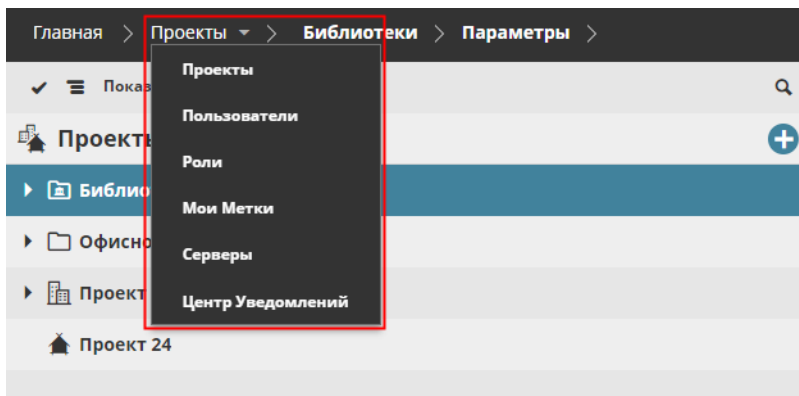 Главная > Проекты > Библиотеки > Параметры >
Проекты
Пользователи
Роли
Мои Метки
Серверы
Центр Уведомлений
Проект 24